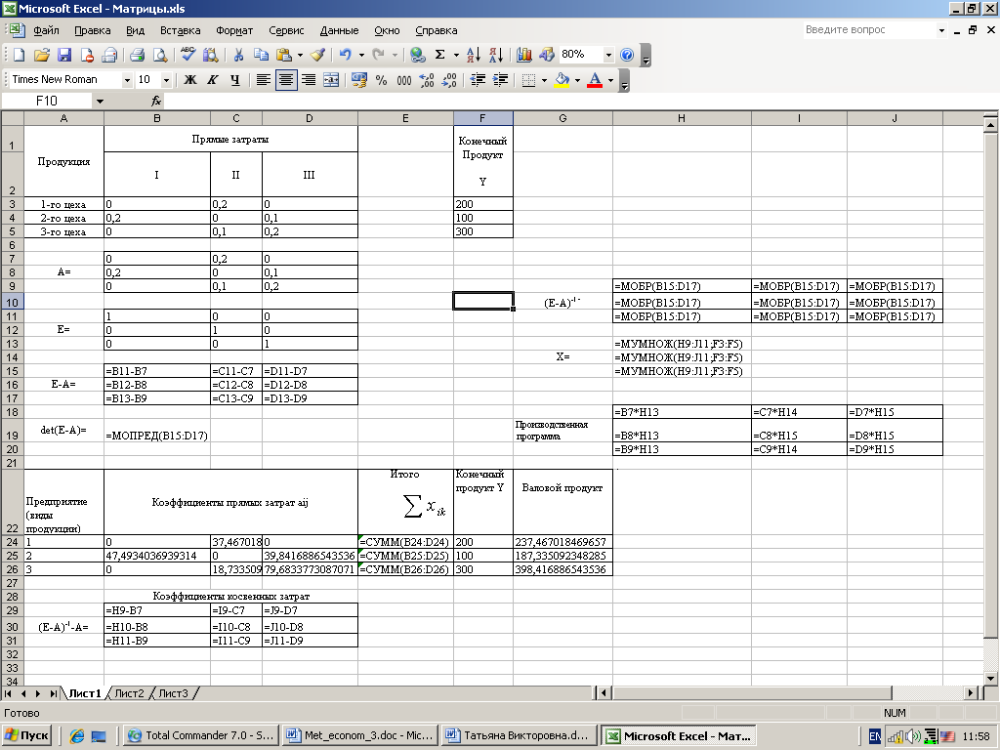 Microsoft Excel - Матрицы.xls
Файл Правка Вид Вставка Формат Сервис Данные Окно Справка Введите вопрос
80%
Times New Roman 10 Ж К Ч % 000
F10 fx
A B C D E F G H I J
1 Продукция Прямые затраты Конечный Продукт Y
2 I II III
3 1-го цеха 0 0,2 0 200
4 2-го цеха 0,2 0 0,1 100
5 3-го цеха 0 0,1 0,2 300
6
7 0 0,2 0
8 A= 0,2 0 0,1
9 0 0,1 0,2 =МОБР(B15:D17) =МОБР(B15:D17) =МОБР(B15:D17)
10 (E-A)-1 - =МОБР(B15:D17) =МОБР(B15:D17) =МОБР(B15:D17)
11 1 0 0 =МОБР(B15:D17) =МОБР(B15:D17) =МОБР(B15:D17)
12 E= 0 1 0
13 0 0 1 =МУМНОЖ(H9:J11;F3:F5)
14 X= =МУМНОЖ(H9:J11;F3:F5)
15 =B11-B7 =C11-C7 =D11-D7 =МУМНОЖ(H9:J11;F3:F5)
16 E-A= =B12-B8 =C12-C8 =D12-D8
17 =B13-B9 =C13-C9 =D13-D9
18 =B7*H13 =C7*H14 =D7*H15
19 det(E-A)= =МОПРЕД(B15:D17) Производственная программа =B8*H13 =C8*H15 =D8*H15
20 =B9*H13 =C9*H14 =D9*H15
21
22 Предприятие (виды продукции) Коэффициенты прямых затрат aij Итого ∑ x ik Конечный продукт Y Валовой продукт
24 1 0 37,467018 0 =СУММ(B24:D24) 200 237,467018469657
25 2 47,4934036939314 0 39,8416886543536 =СУММ(B25:D25) 100 187,335092348285
26 3 0 18,733509 79,6833773087071 =СУММ(B26:D26) 300 398,416886543536
27
28 Коэффициенты косвенных затрат
29 =H9-B7 =I9-C7 =J9-D7
30 (E-A)-1-A= =H10-B8 =I10-C8 =J10-D8
31 =H11-B9 =I11-C9 =J11-D9
32
33
34
Лист1 Лист2 Лист3
Готово NUM
Пуск Total Commander 7.0 - S... Met_econom_3.doc - Mic... Татьяна Викторовна.d... Microsoft Excel - Мат... EN 11:58